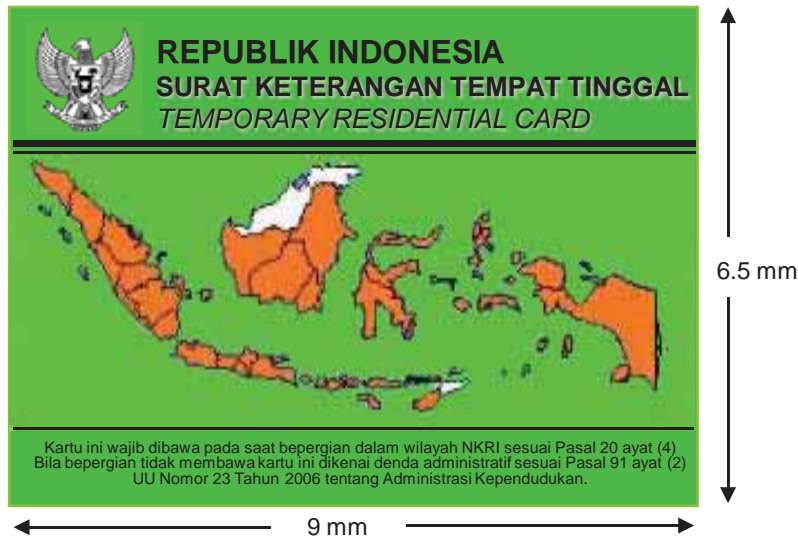 REPUBLIK INDONESIA
SURAT KETERANGAN TEMPAT TINGGAL
TEMPORARY RESIDENTIAL CARD
6.5 mm
Kartu ini wajib dibawa pada saat bepergian dalam wilayah NKRI sesuai Pasal 20 ayat (4)
Bila bepergian tidak membawa kartu ini dikenai denda administratif sesuai Pasal 91 ayat (2)
UU Nomor 23 Tahun 2006 tentang Administrasi Kependudukan.
9 mm